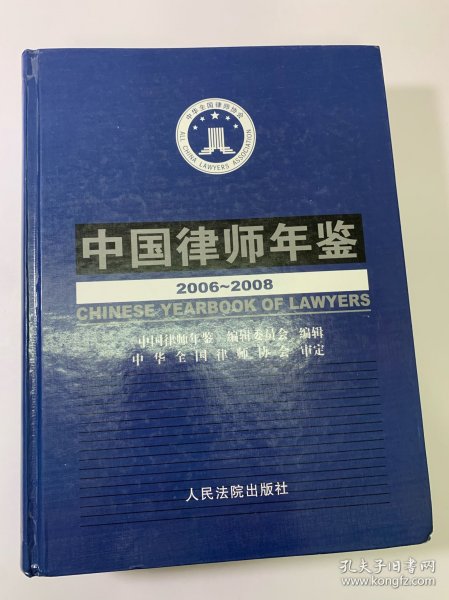 中华全国律师协会
ALL CHINA LAWYERS ASSOCIATION
中国律师年鉴
2006~2008
CHINESE YEARBOOK OF LAWYERS
中国律师年鉴 编辑委员会 编辑
中华全国律师协会 审定
人民法院出版社
孔夫子旧书网
www.kongfz.com